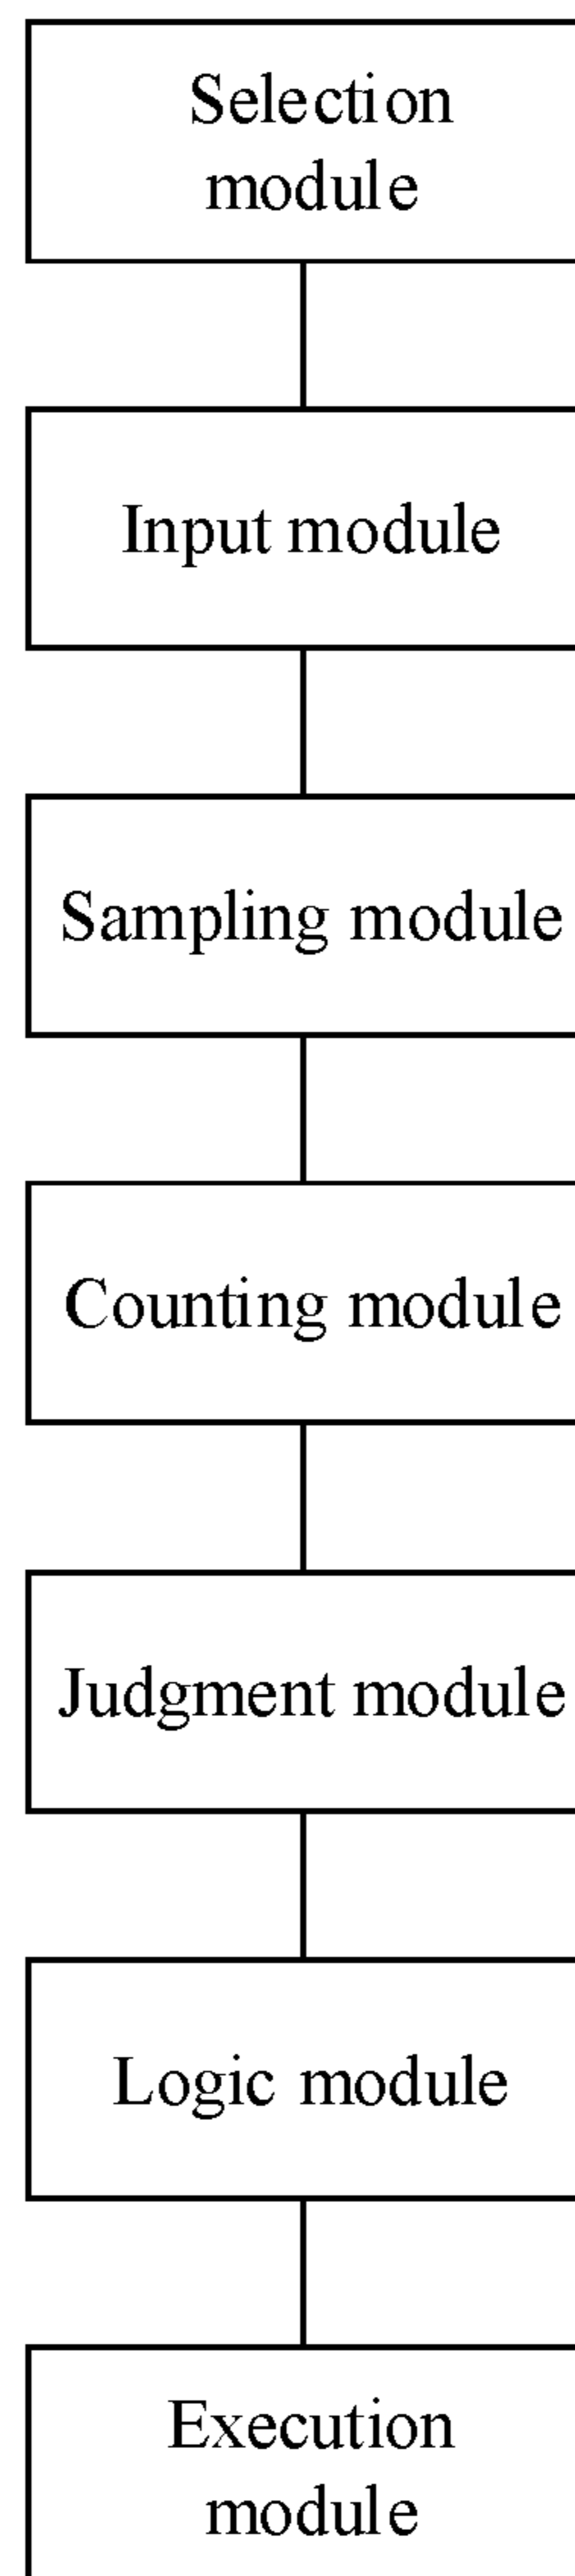 Selection
module
Input module
Sampling module
Counting module
Judgment module
Logic module
Execution
module